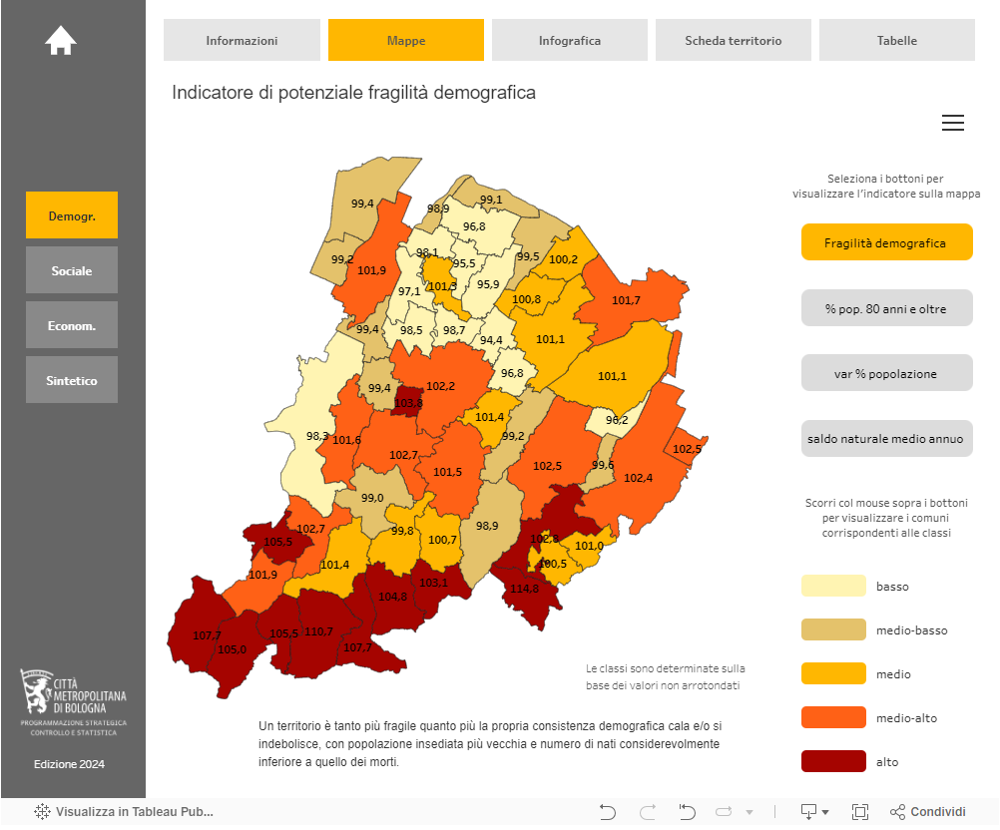 Informazioni
Mappe
Infografica
Scheda territorio
Tabelle
Indicatore di potenziale fragilità demografica
Demogr.
Sociale
Econom.
Sintetico
Seleziona i bottoni per
visualizzare l'indicatore sulla mappa
Fragilità demografica
% pop. 80 anni e oltre
var % popolazione
saldo naturale medio annuo
Scorri col mouse sopra i bottoni
per visualizzare i comuni
corrispondenti alle classi
basso
medio-basso
medio
medio-alto
alto
99,4
98,9
99,1
96,8
99,2
101,9
98,1
95,5
99,5
100,2
101,3
95,9
97,1
100,8
101,7
99,4
98,5
98,7
94,4
101,1
99,4
102,2
96,8
101,1
103,8
101,4
96,2
98,3
101,6
99,2
102,5
102,7
101,5
102,5
99,6
102,4
99,0
98,9
102,7
99,8
100,7
102,8
101,0
105,5
101,4
100,5
101,9
104,8
103,1
114,8
107,7
105,0
105,5
110,7
107,7
Le classi sono determinate sulla
base dei valori non arrotondati
Un territorio è tanto più fragile quanto più la propria consistenza demografica cala e/o si
indebolisce, con popolazione insediata più vecchia e numero di nati considerevolmente
inferiore a quello dei morti.
CITTÀ
METROPOLITANA
DI BOLOGNA
PROGRAMMAZIONE STRATEGICA
CONTROLLO E STATISTICA
Edizione 2024
Visualizza in Tableau Pub...
Condividi